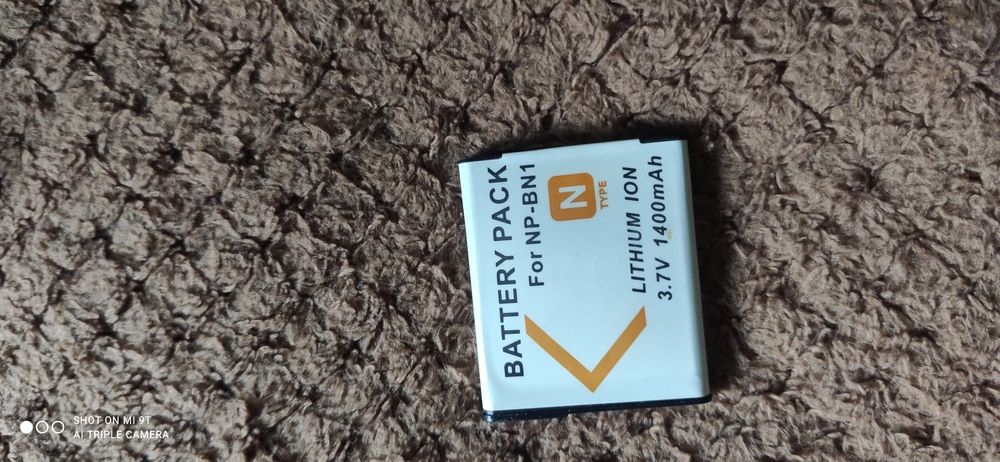 BATTERY PACK
For NP-BN1
N
TYPE
LITHIUM ION
3.7V 1400mAh
SHOT ON MI 9T
AI TRIPLE CAMERA